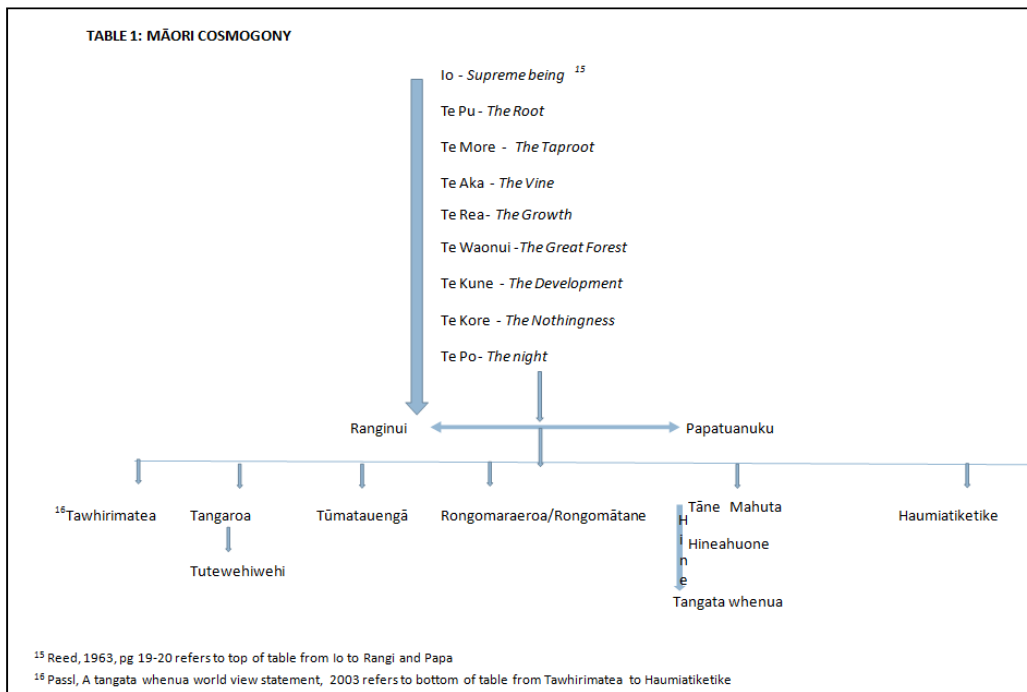 TABLE 1: MĀORI COSMOGONY
Io - Supreme being 15
Te Pu - The Root
Te More - The Taproot
Te Aka - The Vine
Te Rea- The Growth
Te Waonui -The Great Forest
Te Kune - The Development
Te Kore - The Nothingness
Te Po- The night
Ranginui Papatuanuku
16Tawhirimatea Tangaroa Tūmatauengā Rongomaraeroa/Rongomātane Tāne Mahuta Haumiatiketike
Hine
Hineahuone
Tutewehiwehi
Tangata whenua
15 Reed, 1963, pg 19-20 refers to top of table from Io to Rangi and Papa
16 Passl, A tangata whenua world view statement, 2003 refers to bottom of table from Tawhirimatea to Haumiatiketike